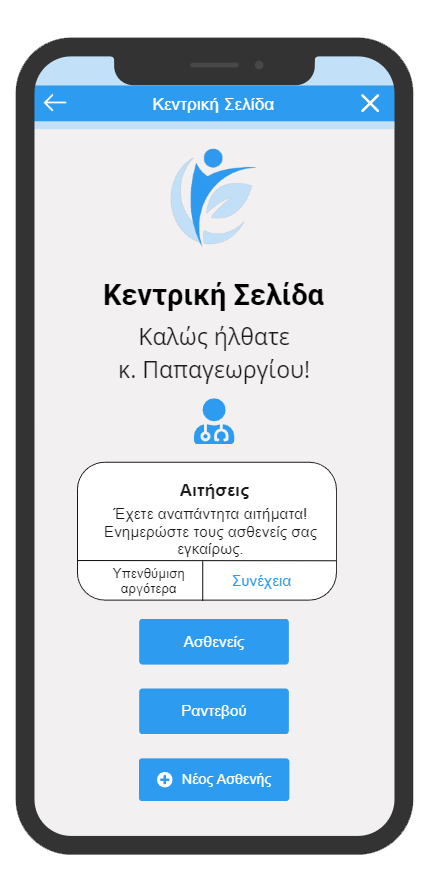 Κεντρική Σελίδα
Κεντρική Σελίδα
Καλώς ήλθατε
κ. Παπαγεωργίου!
Αιτήσεις
Έχετε αναπάντητα αιτήματα!
Ενημερώστε τους ασθενείς σας
εγκαίρως.
Υπενθύμιση
αργότερα
Συνέχεια
Ασθενείς
Ραντεβού
Νέος Ασθενής